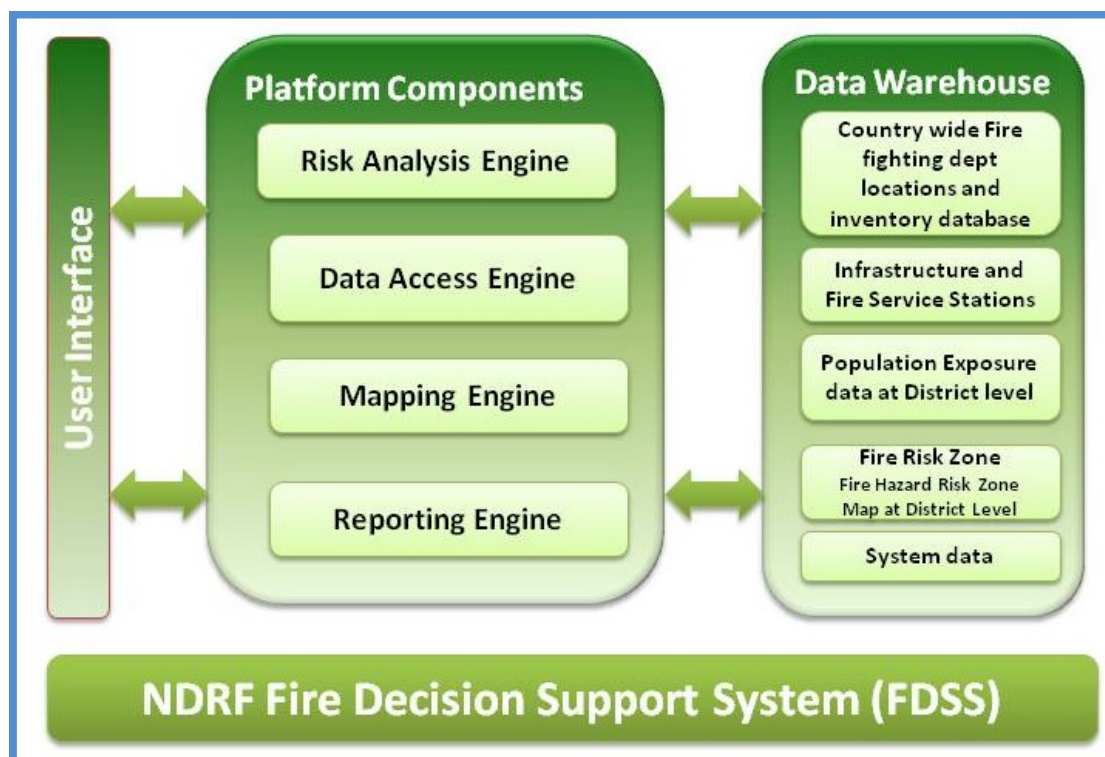 User Interface
Platform Components
Risk Analysis Engine
Data Access Engine
Mapping Engine
Reporting Engine
Data Warehouse
Country wide Fire
fighting dept
locations and
inventory database
Infrastructure and
Fire Service Stations
Population Exposure
data at District level
Fire Risk Zone
Fire Hazard Risk Zone
Map at District Level
System data
NDRF Fire Decision Support System (FDSS)